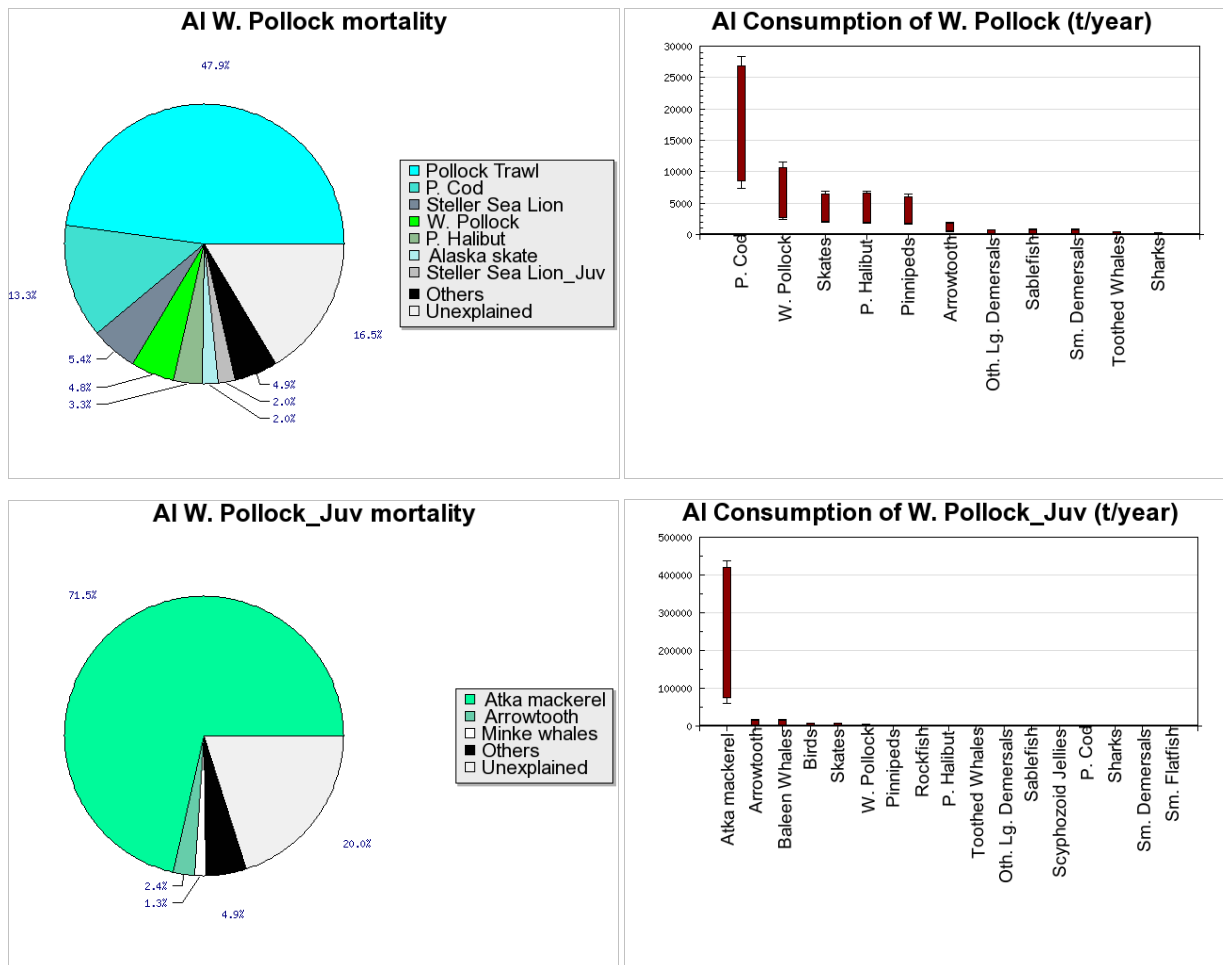 AI W. Pollock mortality
47.9%
13.3%
5.4%
4.8%
3.3%
2.0%
2.0%
4.9%
16.5%
Pollock Trawl
P. Cod
Steller Sea Lion
W. Pollock
P. Halibut
Alaska skate
Steller Sea Lion_Juv
Others
Unexplained
AI Consumption of W. Pollock (t/year)
30000
25000
20000
15000
10000
5000
0
P. Cod
W. Pollock
Skates
P. Halibut
Pinnipeds
Arrowtooth
Oth. Lg. Demersals
Sablefish
Sm. Demersals
Toothed Whales
Sharks
AI W. Pollock_Juv mortality
71.5%
2.4%
1.3%
4.9%
20.0%
Atka mackerel
Arrowtooth
Minke whales
Others
Unexplained
AI Consumption of W. Pollock_Juv (t/year)
500000
400000
300000
200000
100000
0
Atka mackerel
Arrowtooth
Baleen Whales
Birds
Skates
W. Pollock
Pinnipeds
Rockfish
P. Halibut
Toothed Whales
Oth. Lg. Demersals
Sablefish
Scyphozoid Jellies
P. Cod
Sharks
Sm. Demersals
Sm. Flatfish